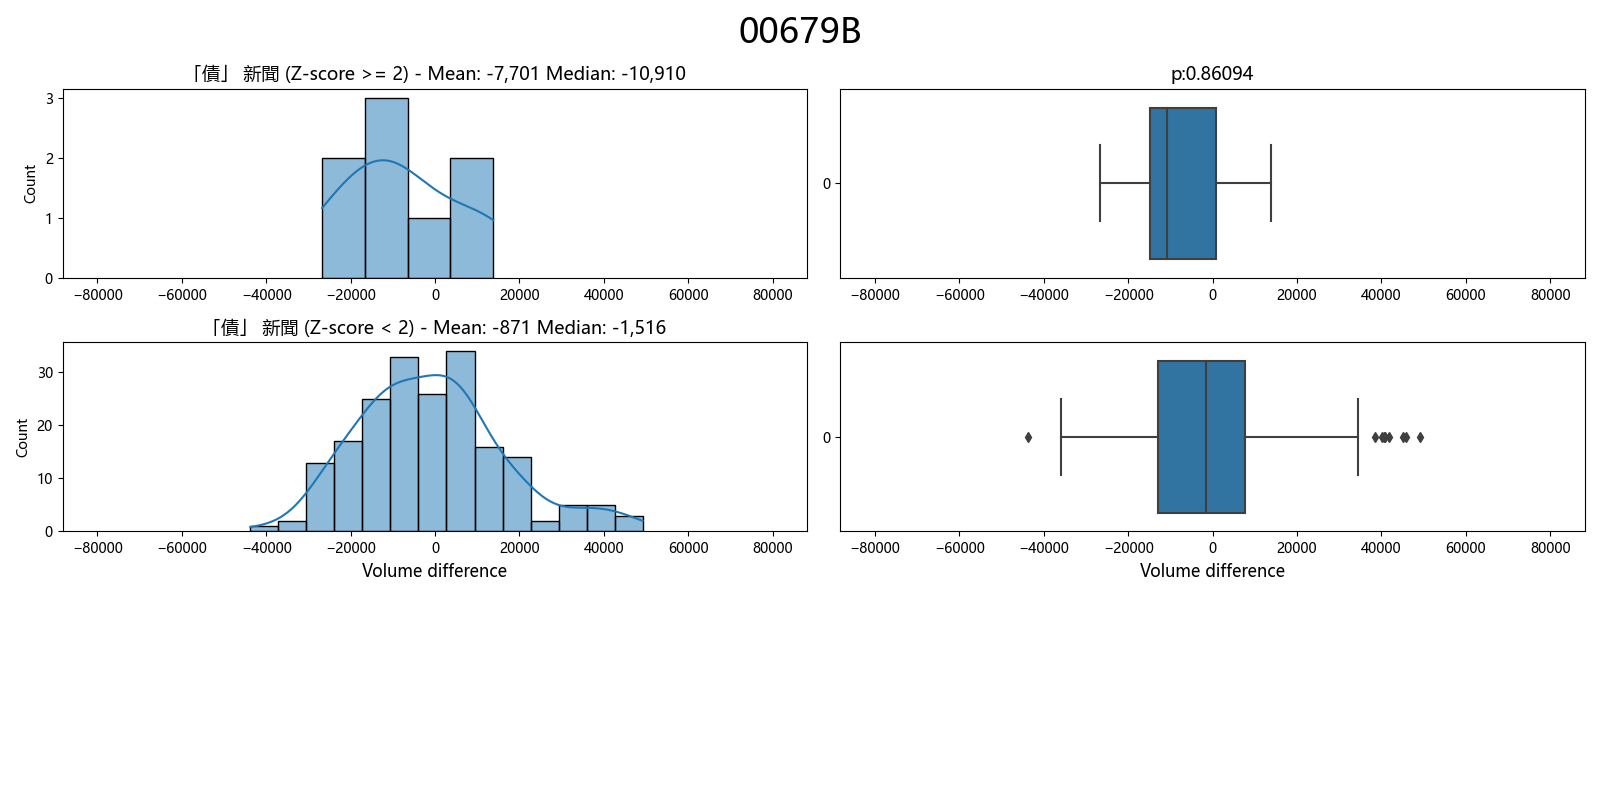 00679B
「債」 新聞 (Z-score >= 2) - Mean: -7,701 Median: -10,910
Count
3
2
1
0
−80000 −60000 −40000 −20000 0 20000 40000 60000 80000
p:0.86094
0
−80000 −60000 −40000 −20000 0 20000 40000 60000 80000
「債」 新聞 (Z-score < 2) - Mean: -871 Median: -1,516
Count
30
20
10
0
−80000 −60000 −40000 −20000 0 20000 40000 60000 80000
Volume difference
0
−80000 −60000 −40000 −20000 0 20000 40000 60000 80000
Volume difference